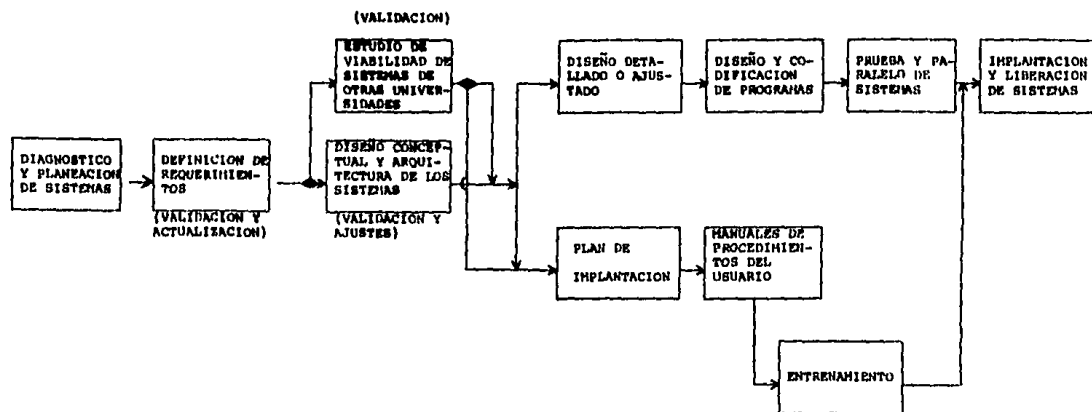 (VALIDACION)
ESTUDIO DE
VIABILIDAD DE
SISTEMAS DE
OTRAS UNIVER-
SIDADES
DISEÑO DETA-
LLADO O AJUS-
TADO
DISEÑO Y CO-
DIFICACION
DE PROGRAMAS
PRUEBA Y PA-
RALELO DE
SISTEMAS
IMPLANTACION
Y LIBERACION
DE SISTEMAS
DIAGNOSTICO
Y PLANEACION
DE SISTEMAS
DEFINICION DE
REQUERIMIEN-
TOS
(VALIDACION Y
ACTUALIZACION)
DISEÑO CONCEP-
TUAL Y ARQUI-
TECTURA DE LOS
SISTEMAS
(VALIDACION Y
AJUSTES)
PLAN DE
IMPLANTACION
MANUALES DE
PROCEDIMIEN-
TOS DEL
USUARIO
ENTRENAMIENTO